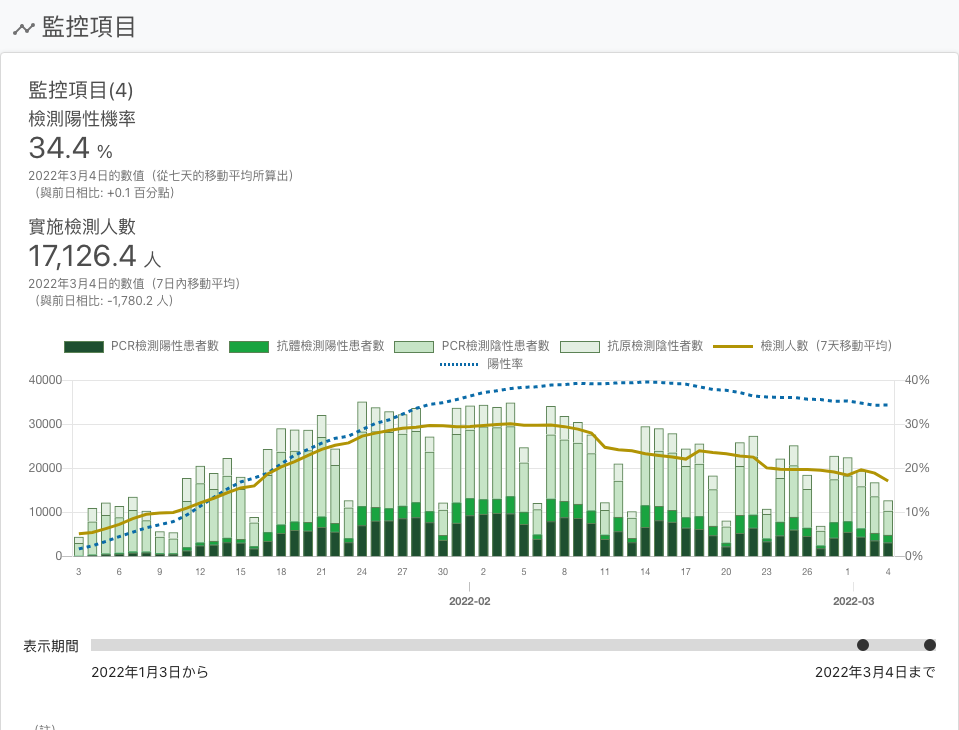 監控項目
監控項目(4)
檢測陽性機率
34.4 %
2022年3月4日的數值（從七天的移動平均所算出）
（與前日相比: +0.1 百分點）
實施檢測人數
17,126.4 人
2022年3月4日的數值（7日內移動平均）
（與前日相比: -1,780.2 人）
PCR檢測陽性患者數 抗體檢測陽性患者數 PCR檢測陰性患者數 抗原檢測陰性者數 檢測人數（7天移動平均）
陽性率
40000 40%
30000 30%
20000 20%
10000 10%
0 0%
3 6 9 12 15 18 21 24 27 30 2 5 8 11 14 17 20 23 26 1 4
2022-02 2022-03
表示期間
2022年1月3日から 2022年3月4日まで
（註）